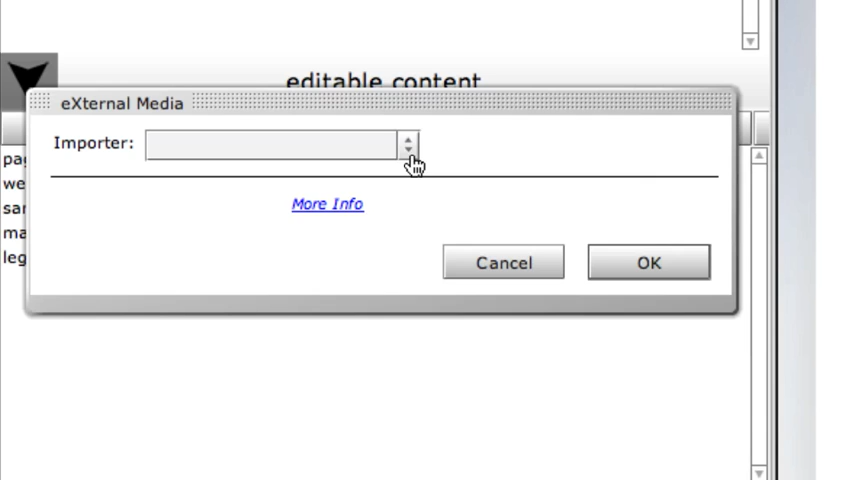 editable content
eXternal Media
Importer:
More Info
Cancel
OK